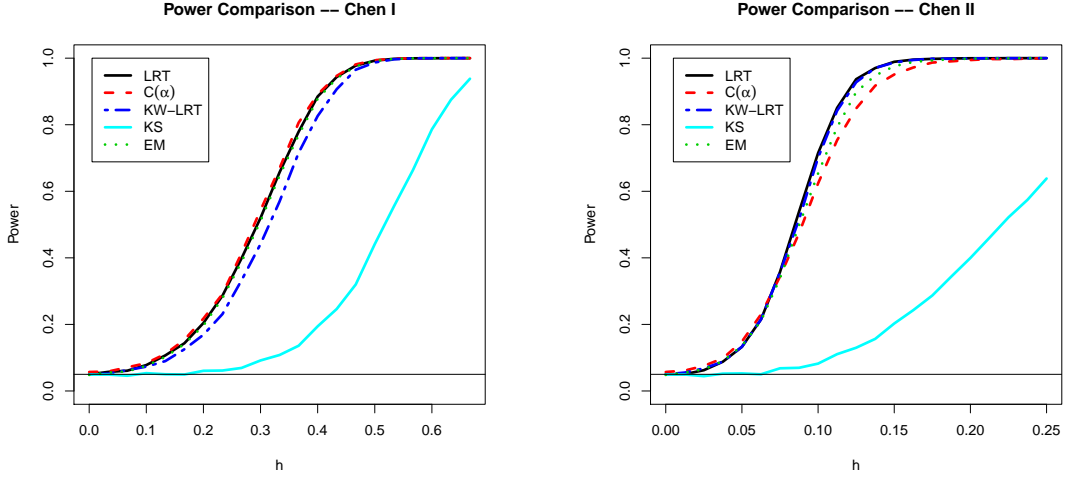 Power Comparison −− Chen I
Power
1.0
0.8
0.6
0.4
0.2
0.0
LRT
C(α)
KW−LRT
KS
EM
0.0 0.1 0.2 0.3 0.4 0.5 0.6
h
Power Comparison −− Chen II
Power
1.0
0.8
0.6
0.4
0.2
0.0
LRT
C(α)
KW−LRT
KS
EM
0.00 0.05 0.10 0.15 0.20 0.25
h